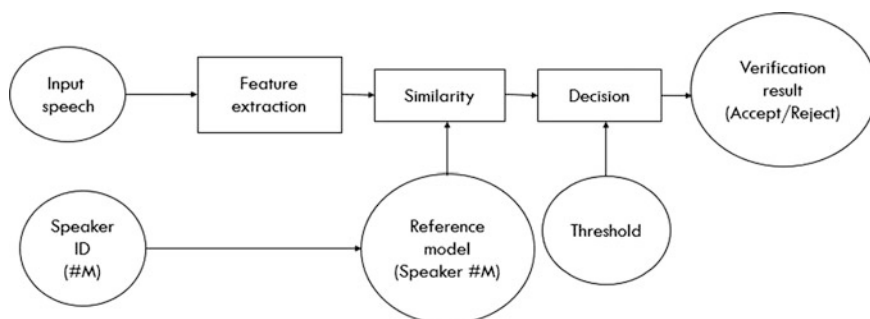 Input
speech
Feature
extraction
Similarity
Decision
Verification
result
(Accept/Reject)
Speaker
ID
(#M)
Reference
model
(Speaker #M)
Threshold